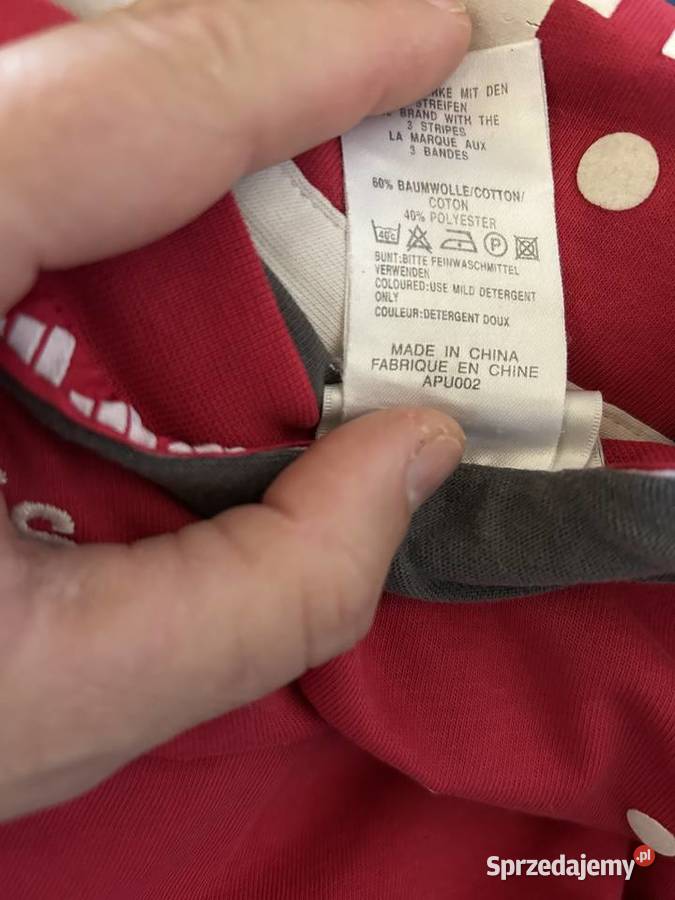 MIT DEN
STREIFEN
BRAND WITH THE
3 STRIPES
LA MARQUE AUX
3 BANDES
60% BAUMWOLLE/COTTON/
COTON
40% POLYESTER
40°C P
BUNT:BITTE FEINWASCHMITTEL
VERWENDEN
COLOURED:USE MILD DETERGENT
ONLY
COULEUR:DETERGENT DOUX
MADE IN CHINA
FABRIQUE EN CHINE
APU002
Sprzedajemy.pl